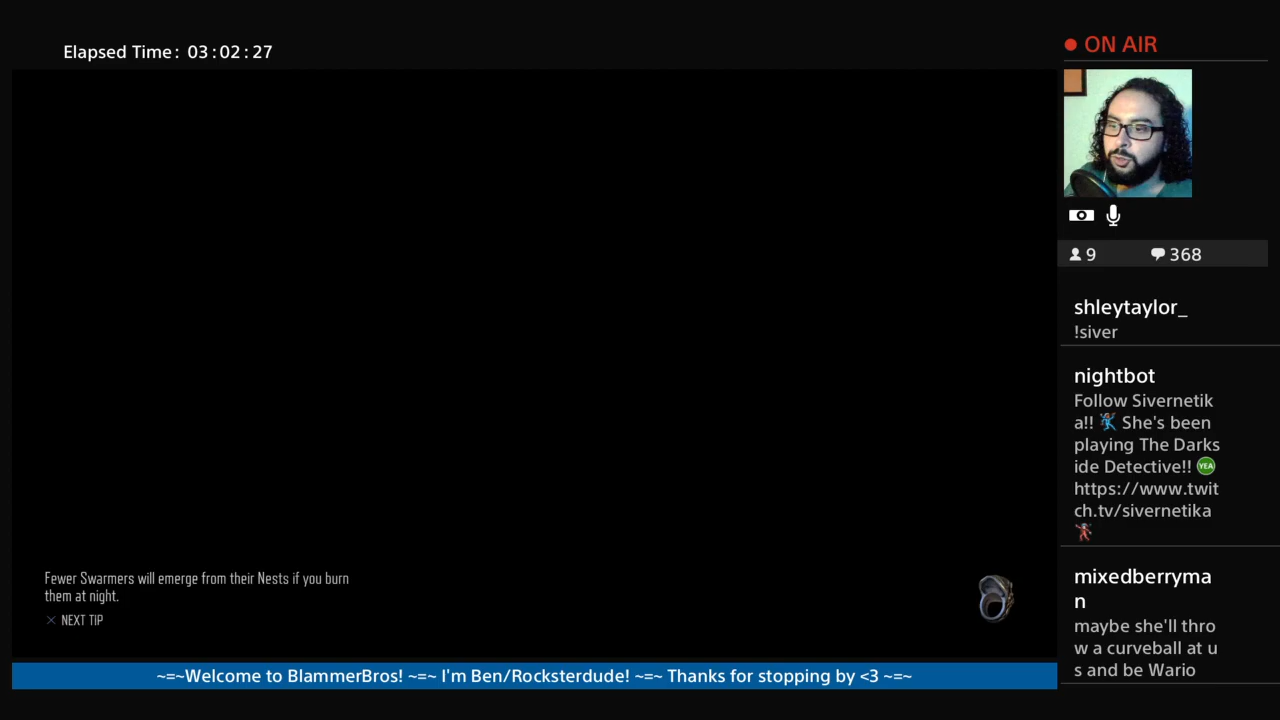 Elapsed Time: 03:02:27
ON AIR
9 368
shleytaylor_
!siver
nightbot
Follow Sivernetik
a!! She's been
playing The Darks
ide Detective!! YEA
https://www.twit
ch.tv/sivernetika
mixedberryma
n
maybe she'll thro
w a curveball at u
s and be Wario
Fewer Swarmers will emerge from their Nests if you burn
them at night.
NEXT TIP
~=~Welcome to BlammerBros! ~=~ I'm Ben/Rocksterdude! ~=~ Thanks for stopping by <3 ~=~